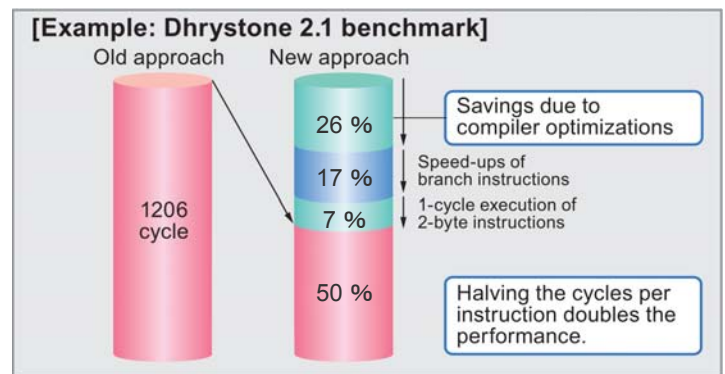 [Example: Dhrystone 2.1 benchmark]
Old approach
New approach
1206
cycle
26 %
17 %
7 %
50 %
Savings due to
compiler optimizations
Speed-ups of
branch instructions
1-cycle execution of
2-byte instructions
Halving the cycles per
instruction doubles the
performance.